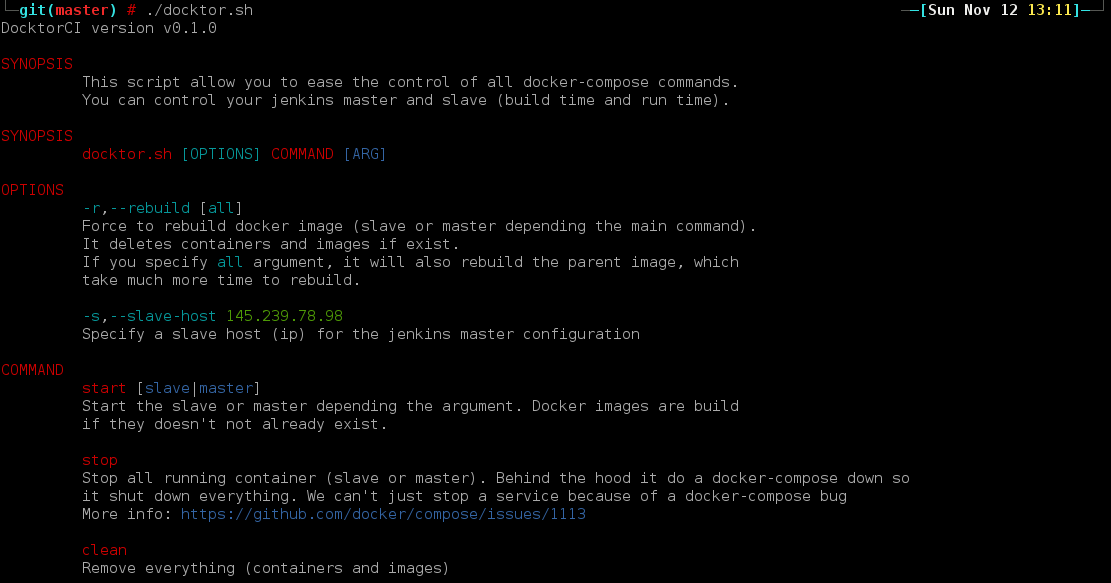 git(master) # ./docktor.sh [Sun Nov 12 13:11]
DocktorCI version v0.1.0
SYNOPSIS
This script allow you to ease the control of all docker-compose commands.
You can control your jenkins master and slave (build time and run time).
SYNOPSIS
docktor.sh [OPTIONS] COMMAND [ARG]
OPTIONS
-r,--rebuild [all]
Force to rebuild docker image (slave or master depending the main command).
It deletes containers and images if exist.
If you specify all argument, it will also rebuild the parent image, which
take much more time to rebuild.
-s,--slave-host 145.239.78.98
Specify a slave host (ip) for the jenkins master configuration
COMMAND
start [slave|master]
Start the slave or master depending the argument. Docker images are build
if they doesn't not already exist.
stop
Stop all running container (slave or master). Behind the hood it do a docker-compose down so
it shut down everything. We can't just stop a service because of a docker-compose bug
More info: https://github.com/docker/compose/issues/1113
clean
Remove everything (containers and images)